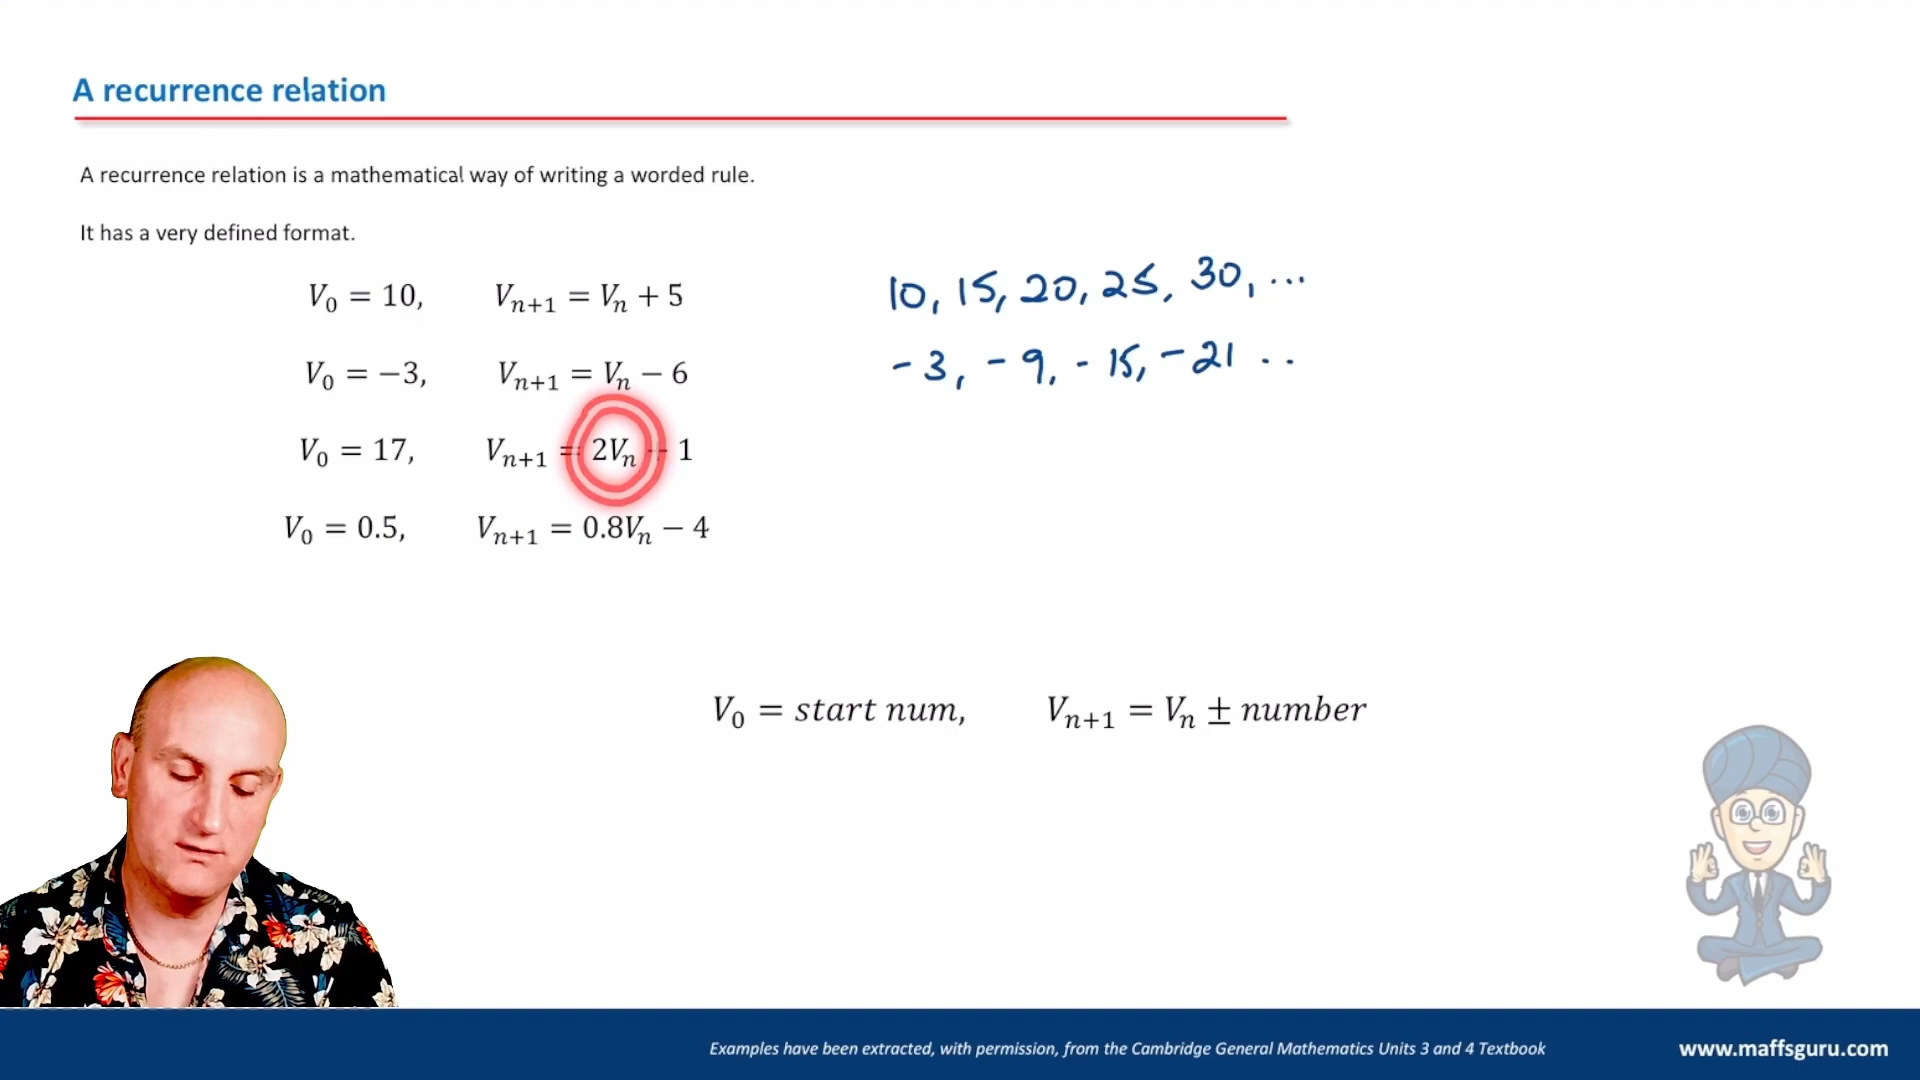 A recurrence relation
A recurrence relation is a mathematical way of writing a worded rule.
It has a very defined format.
V₀ = 10, Vₙ₊₁ = Vₙ + 5
10, 15, 20, 25, 30, ...
V₀ = −3, Vₙ₊₁ = Vₙ − 6
-3, -9, -15, -21 ..
V₀ = 17, Vₙ₊₁ = 2Vₙ 1
V₀ = 0.5, Vₙ₊₁ = 0.8Vₙ − 4
V₀ = start num, Vₙ₊₁ = Vₙ ± number
Examples have been extracted, with permission, from the Cambridge General Mathematics Units 3 and 4 Textbook
www.maffsguru.com